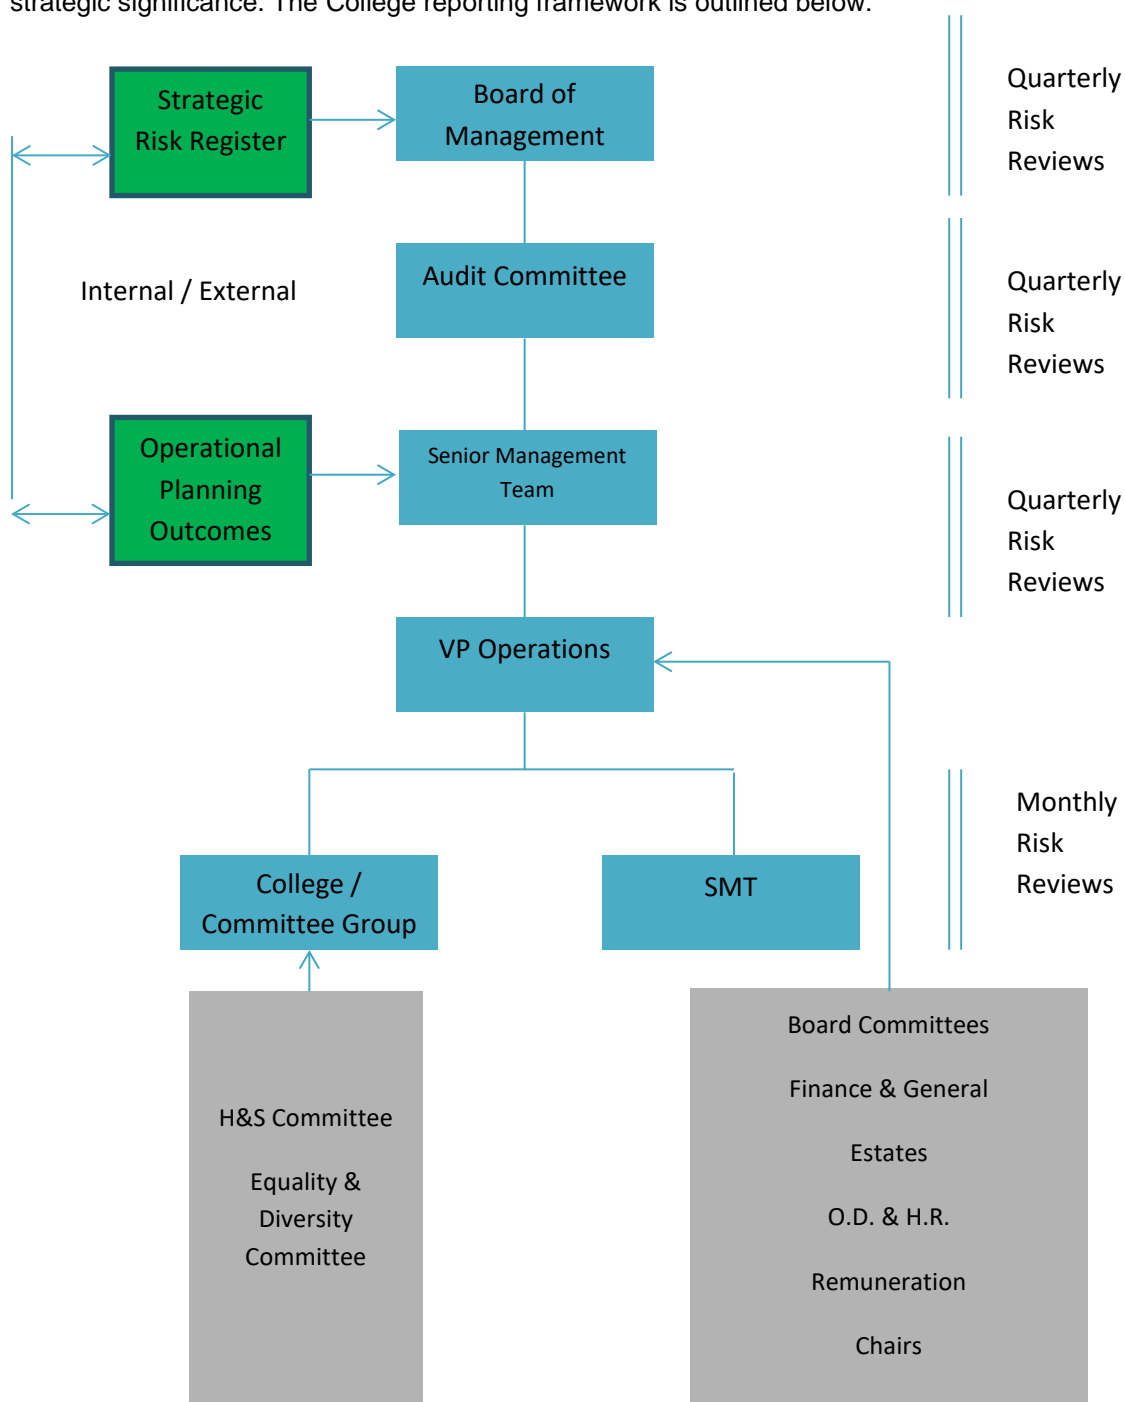 strategic significance. The College reporting framework is outlined below.
Strategic
Risk Register
Board of
Management
Quarterly
Risk
Reviews
Internal / External
Audit Committee
Quarterly
Risk
Reviews
Operational
Planning
Outcomes
Senior Management
Team
Quarterly
Risk
Reviews
VP Operations
Monthly
Risk
Reviews
College /
Committee Group
SMT
H&S Committee
Equality &
Diversity
Committee
Board Committees
Finance & General
Estates
O.D. & H.R.
Remuneration
Chairs